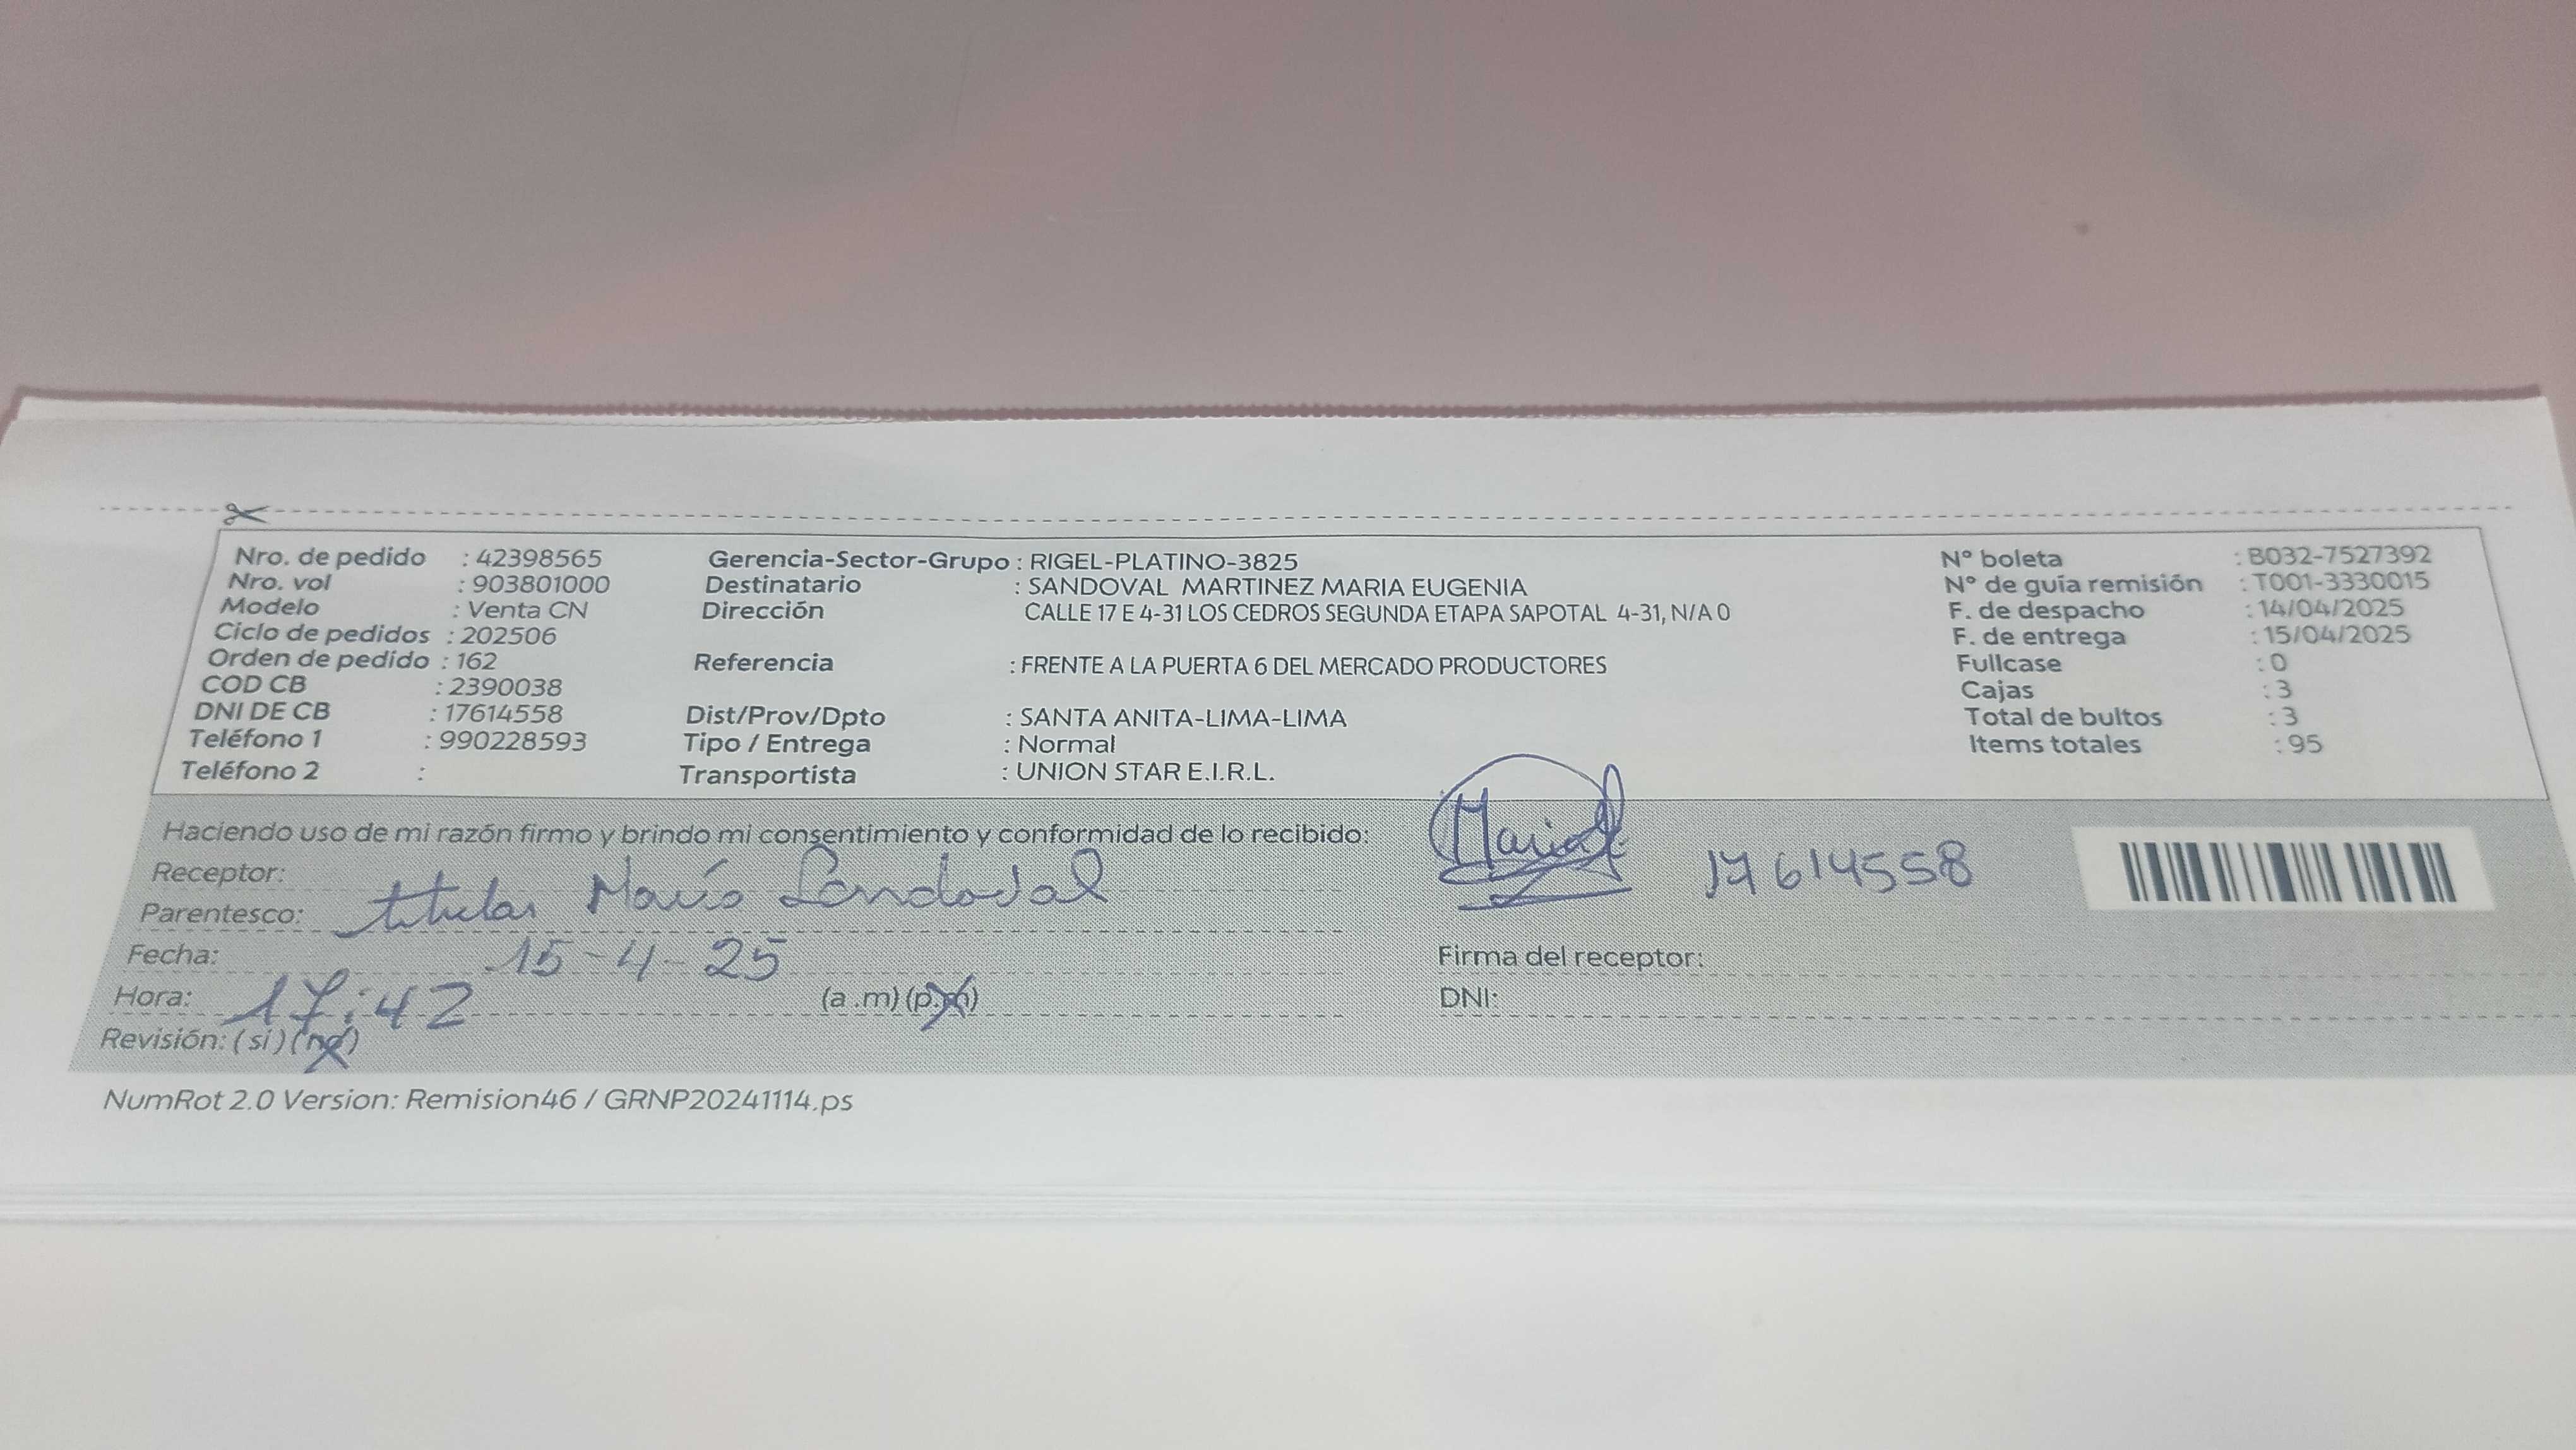 Nro. de pedido : 42398565 Gerencia-Sector-Grupo : RIGEL-PLATINO-3825 N° boleta : B032-7527392
Nro. vol : 903801000 Destinatario : SANDOVAL MARTINEZ MARIA EUGENIA N° de guía remisión : T001-3330015
Modelo : Venta CN Dirección CALLE 17 E 4-31 LOS CEDROS SEGUNDA ETAPA SAPOTAL 4-31, N/A 0 F. de despacho : 14/04/2025
Ciclo de pedidos : 202506 F. de entrega : 15/04/2025
Orden de pedido : 162 Referencia : FRENTE A LA PUERTA 6 DEL MERCADO PRODUCTORES Fullcase : 0
COD CB : 2390038 Cajas : 3
DNI DE CB : 17614558 Dist/Prov/Dpto : SANTA ANITA-LIMA-LIMA Total de bultos : 3
Teléfono 1 : 990228593 Tipo / Entrega : Normal Items totales : 95
Teléfono 2 : Transportista : UNION STAR E.I.R.L.
Haciendo uso de mi razón firmo y brindo mi consentimiento y conformidad de lo recibido: Maria 17614558
Receptor:
Parentesco: titular María Sandoval
Fecha: 15-4-25 Firma del receptor:
Hora: 17:42 (a .m) (p.m) DNI:
Revisión: ( si ) ( no )
NumRot 2.0 Version: Remision46 / GRNP20241114.ps